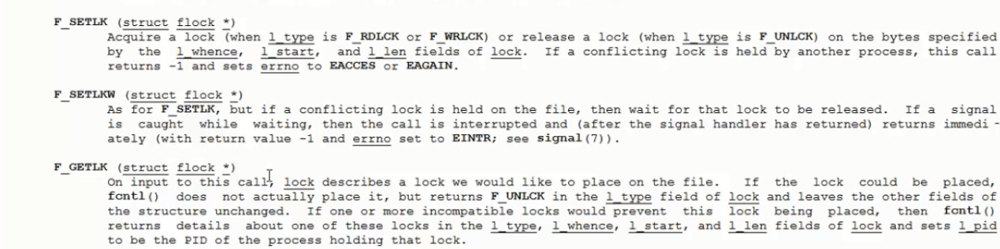 F_SETLK (struct flock *)
Acquire a lock (when l_type is F_RDLCK or F_WRLCK) or release a lock (when l_type is F_UNLCK) on the bytes specified
by the l_whence, l_start, and l_len fields of lock. If a conflicting lock is held by another process, this call
returns -1 and sets errno to EACCES or EAGAIN.
F_SETLKW (struct flock *)
As for F_SETLK, but if a conflicting lock is held on the file, then wait for that lock to be released. If a signal
is caught while waiting, then the call is interrupted and (after the signal handler has returned) returns immedi-
ately (with return value -1 and errno set to EINTR; see signal(7)).
F_GETLK (struct flock *)
On input to this call, lock describes a lock we would like to place on the file. If the lock could be placed,
fcntl() does not actually place it, but returns F_UNLCK in the l_type field of lock and leaves the other fields of
the structure unchanged. If one or more incompatible locks would prevent this lock being placed, then fcntl()
returns details about one of these locks in the l_type, l_whence, l_start, and l_len fields of lock and sets l_pid
to be the PID of the process holding that lock.